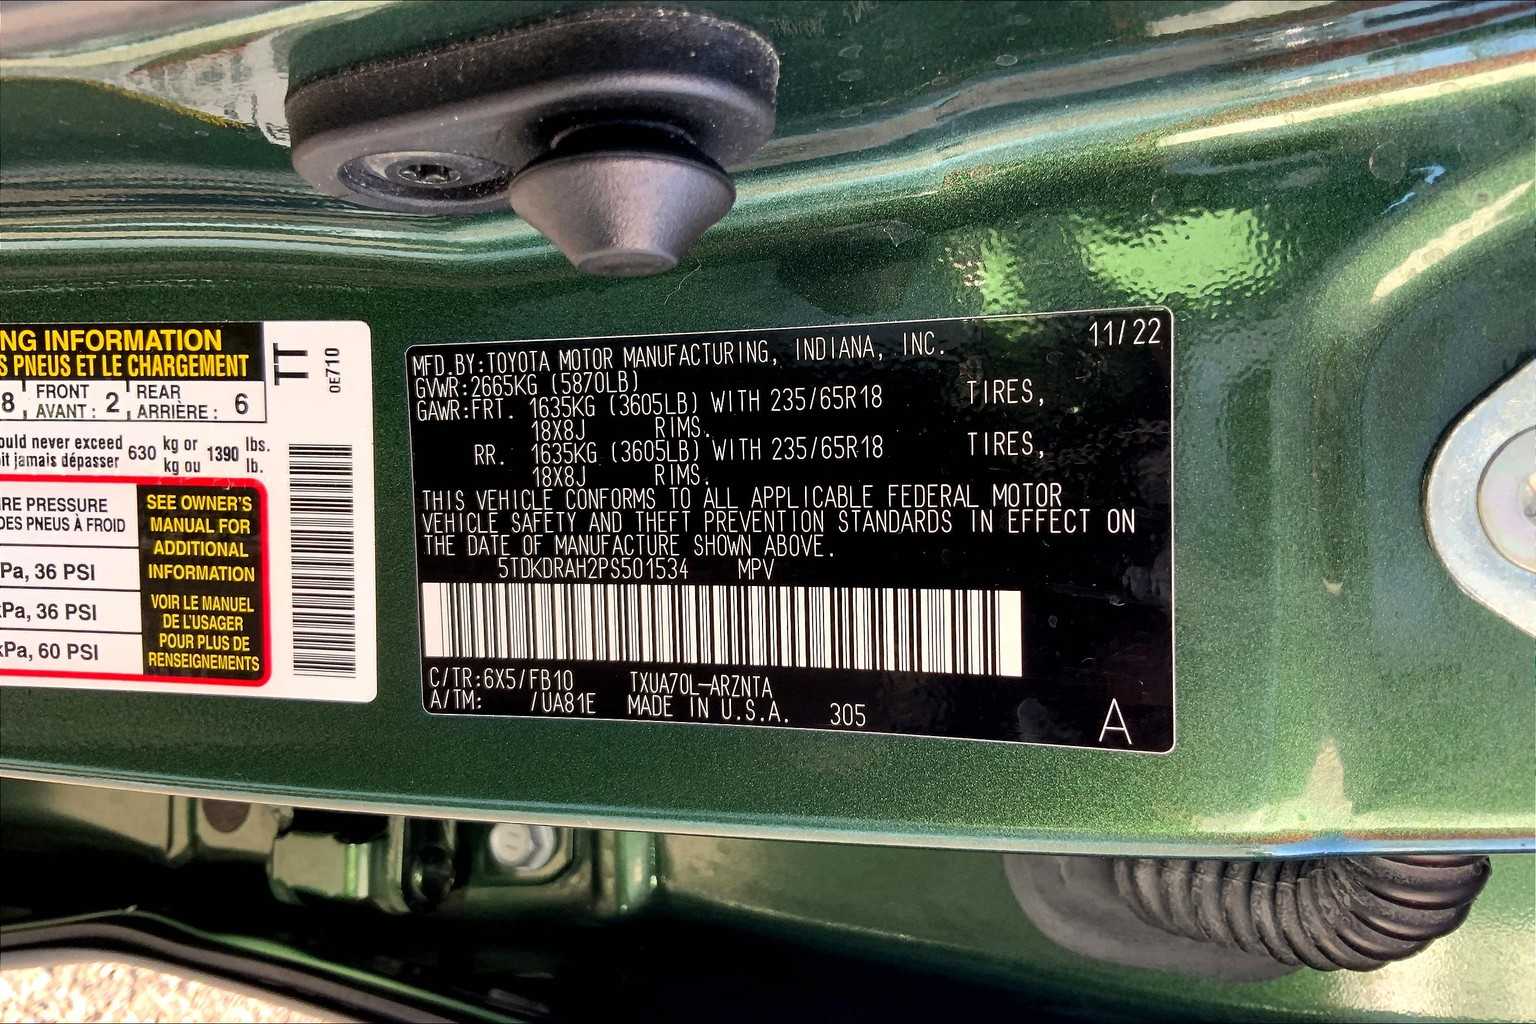 NG INFORMATION
S PNEUS ET LE CHARGEMENT
8 FRONT AVANT : 2 REAR ARRIÈRE : 6
ould never exceed 630 kg or 1390 lbs.
it jamais dépasser kg ou lb.
IRE PRESSURE
DES PNEUS À FROID
Pa, 36 PSI
kPa, 36 PSI
kPa, 60 PSI
SEE OWNER'S
MANUAL FOR
ADDITIONAL
INFORMATION
VOIR LE MANUEL
DE L'USAGER
POUR PLUS DE
RENSEIGNEMENTS
TT
0E710
MFD.BY:TOYOTA MOTOR MANUFACTURING, INDIANA, INC. 11/22
GVWR:2665KG (5870LB)
GAWR:FRT. 1635KG (3605LB) WITH 235/65R18 TIRES,
18X8J RIMS.
RR. 1635KG (3605LB) WITH 235/65R18 TIRES,
18X8J RIMS.
THIS VEHICLE CONFORMS TO ALL APPLICABLE FEDERAL MOTOR
VEHICLE SAFETY AND THEFT PREVENTION STANDARDS IN EFFECT ON
THE DATE OF MANUFACTURE SHOWN ABOVE.
5TDKDRAH2PS501534 MPV
C/TR:6X5/FB10 TXUA70L-ARZNTA
A/TM: /UA81E MADE IN U.S.A. 305
A